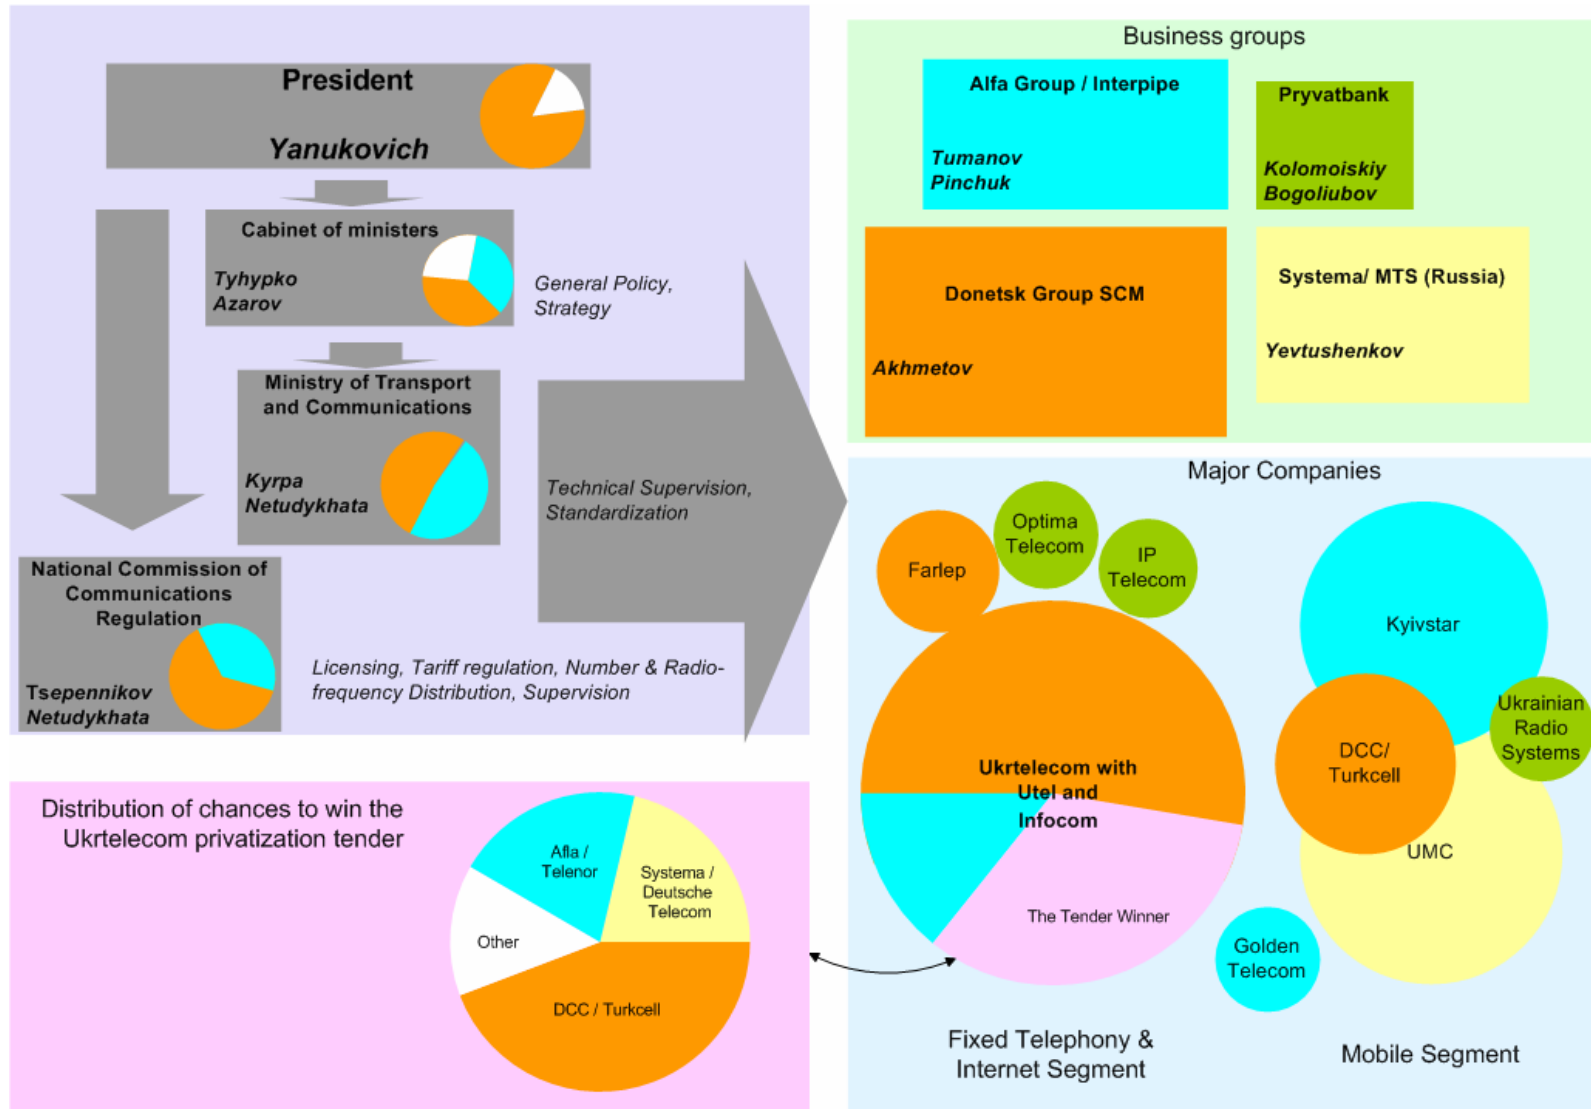 President
Yanukovich
Cabinet of ministers
Tyhypko
Azarov
General Policy,
Strategy
Ministry of Transport
and Communications
Kyrpa
Netudykhata
Technical Supervision,
Standardization
National Commission of
Communications
Regulation
Tsepennikov
Netudykhata
Licensing, Tariff regulation, Number & Radio-
frequency Distribution, Supervision
Business groups
Alfa Group / Interpipe
Tumanov
Pinchuk
Pryvatbank
Kolomoiskiy
Bogoliubov
Donetsk Group SCM
Akhmetov
Systema/ MTS (Russia)
Yevtushenkov
Distribution of chances to win the
Ukrtelecom privatization tender
Afla /
Telenor
Systema /
Deutsche
Telecom
Other
DCC / Turkcell
Major Companies
Farlep
Optima
Telecom
IP
Telecom
Ukrtelecom with
Utel and
Infocom
The Tender Winner
Kyivstar
DCC/
Turkcell
Ukrainian
Radio
Systems
UMC
Golden
Telecom
Fixed Telephony &
Internet Segment
Mobile Segment